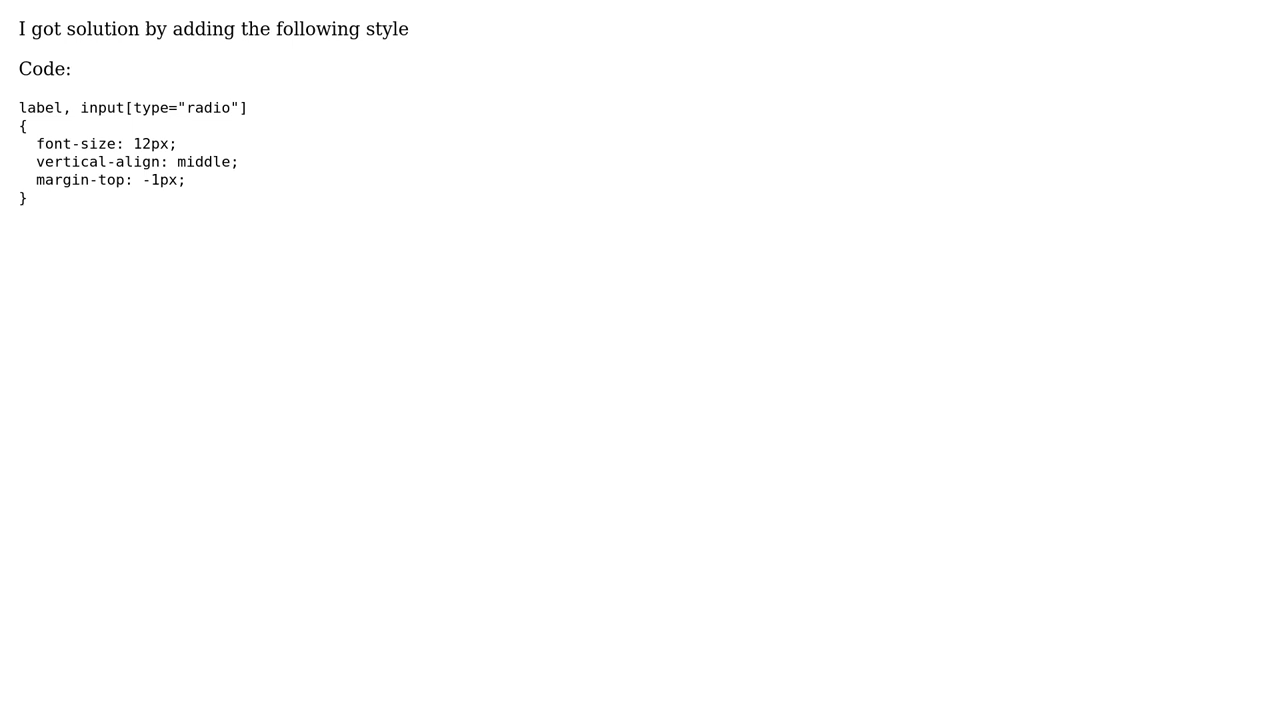 I got solution by adding the following style
Code:
label, input[type="radio"]
{
  font-size: 12px;
  vertical-align: middle;
  margin-top: -1px;
}